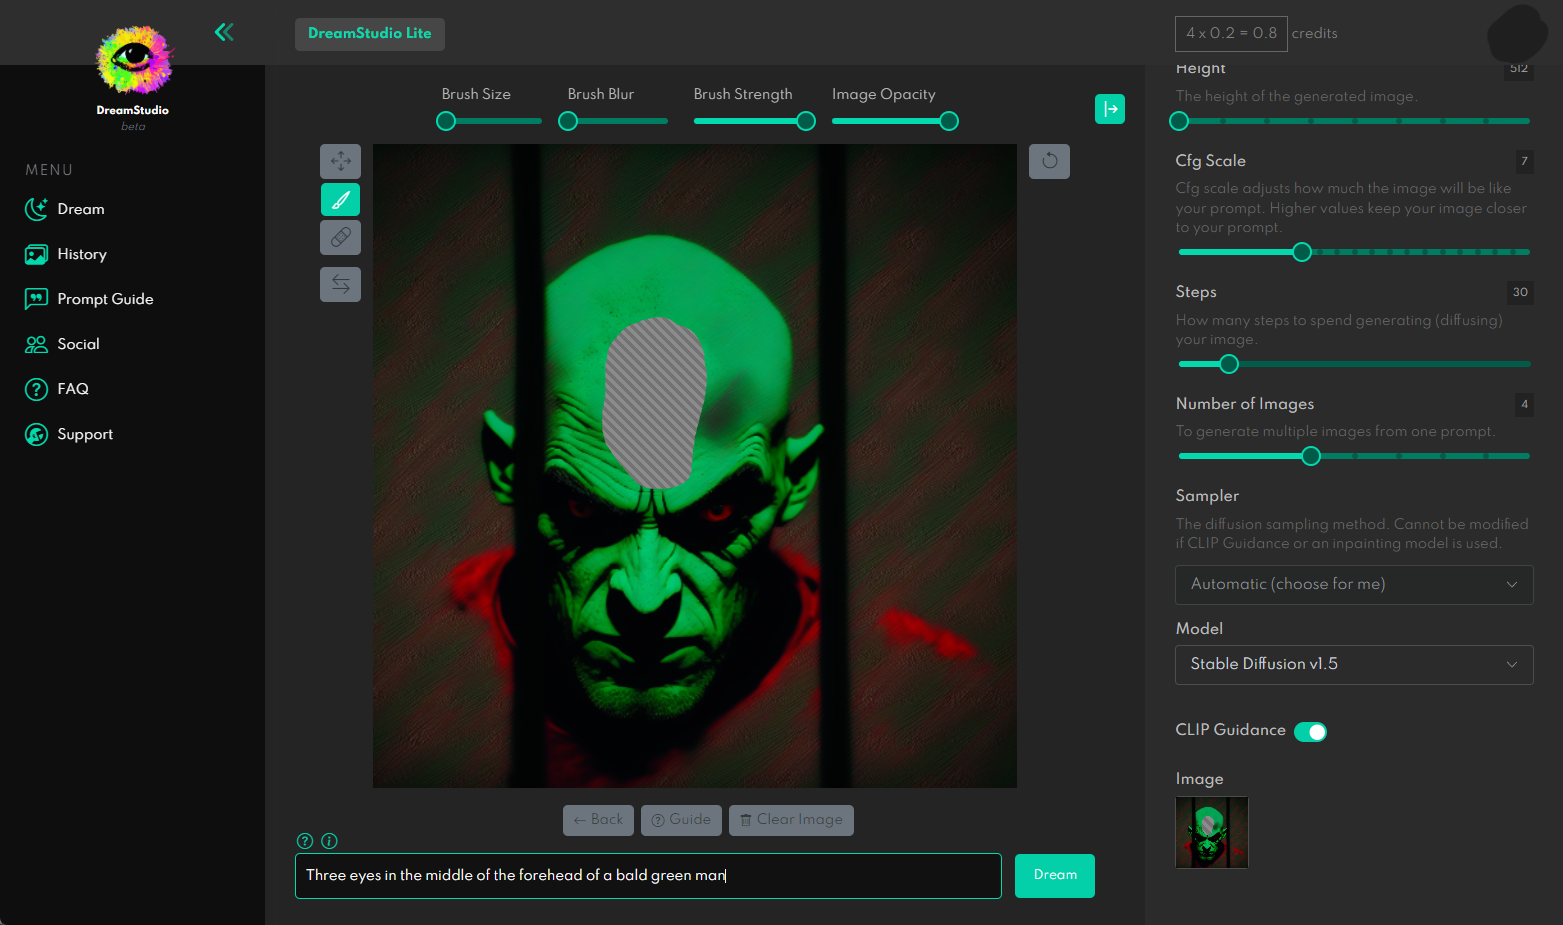 DreamStudio
beta
MENU
Dream
History
Prompt Guide
Social
FAQ
Support
DreamStudio Lite
Brush Size
Brush Blur
Brush Strength
Image Opacity
← Back
Guide
Clear Image
Three eyes in the middle of the forehead of a bald green man
Dream
4 x 0.2 = 0.8 credits
Height 512
The height of the generated image.
Cfg Scale 7
Cfg scale adjusts how much the image will be like
your prompt. Higher values keep your image closer
to your prompt.
Steps 30
How many steps to spend generating (diffusing)
your image.
Number of Images 4
To generate multiple images from one prompt.
Sampler
The diffusion sampling method. Cannot be modified
if CLIP Guidance or an inpainting model is used.
Automatic (choose for me)
Model
Stable Diffusion v1.5
CLIP Guidance
Image